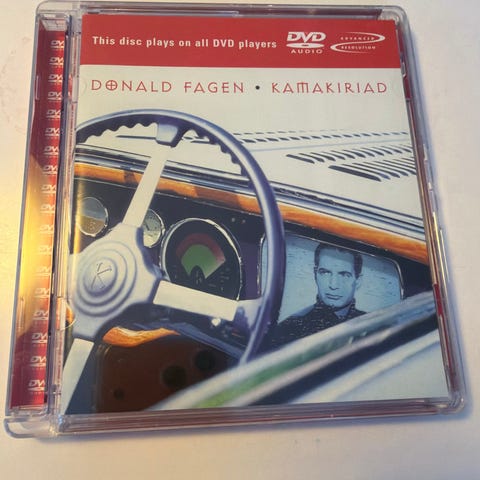 This disc plays on all DVD players
DVD
AUDIO
ADVANCED
RESOLUTION
DONALD FAGEN • KAMAKIRIAD
K